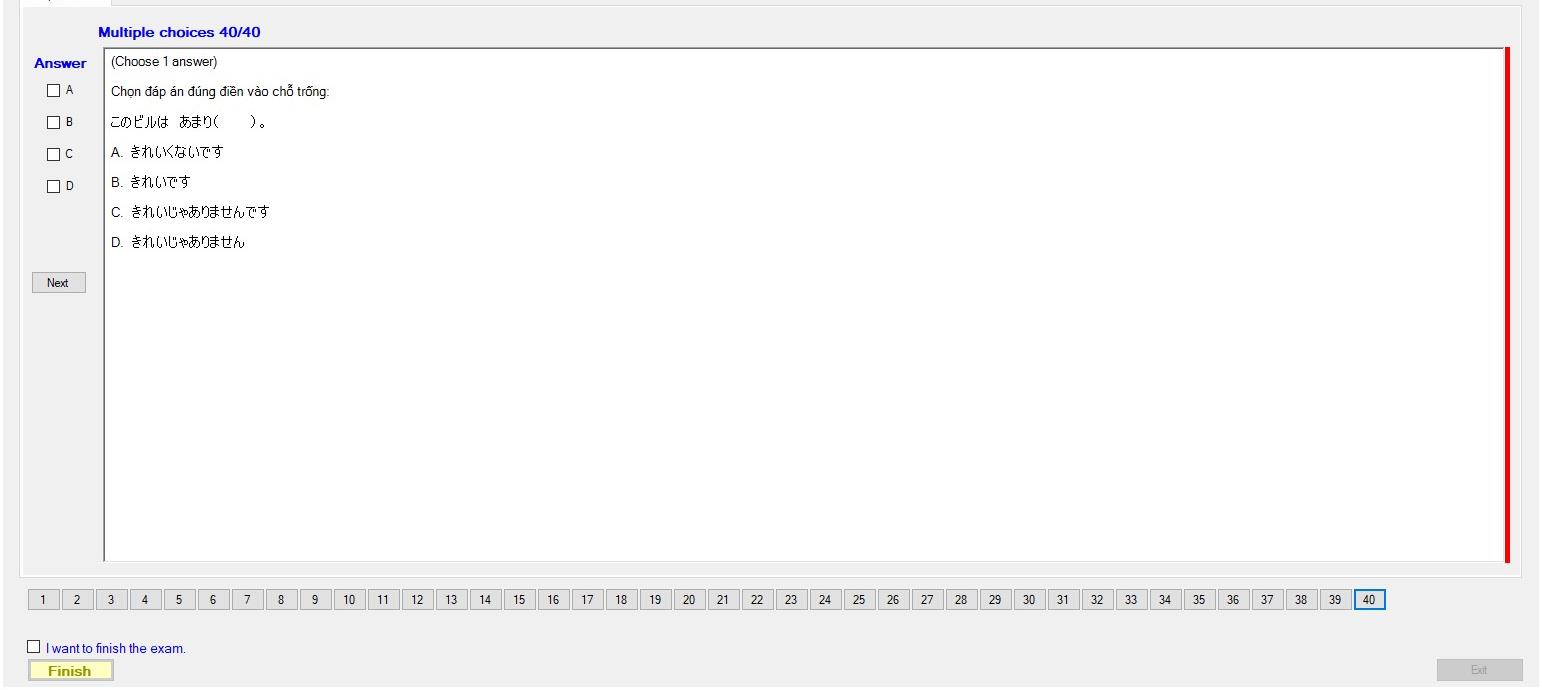 Multiple choices 40/40
Answer
(Choose 1 answer)
A
Chọn đáp án đúng điền vào chỗ trống:
B
このビルは あまり( )。
C
A. きれいくないです
D
B. きれいです
C. きれいじゃありませんです
D. きれいじゃありません
Next
1 2 3 4 5 6 7 8 9 10 11 12 13 14 15 16 17 18 19 20 21 22 23 24 25 26 27 28 29 30 31 32 33 34 35 36 37 38 39 40
I want to finish the exam.
Finish
Exit